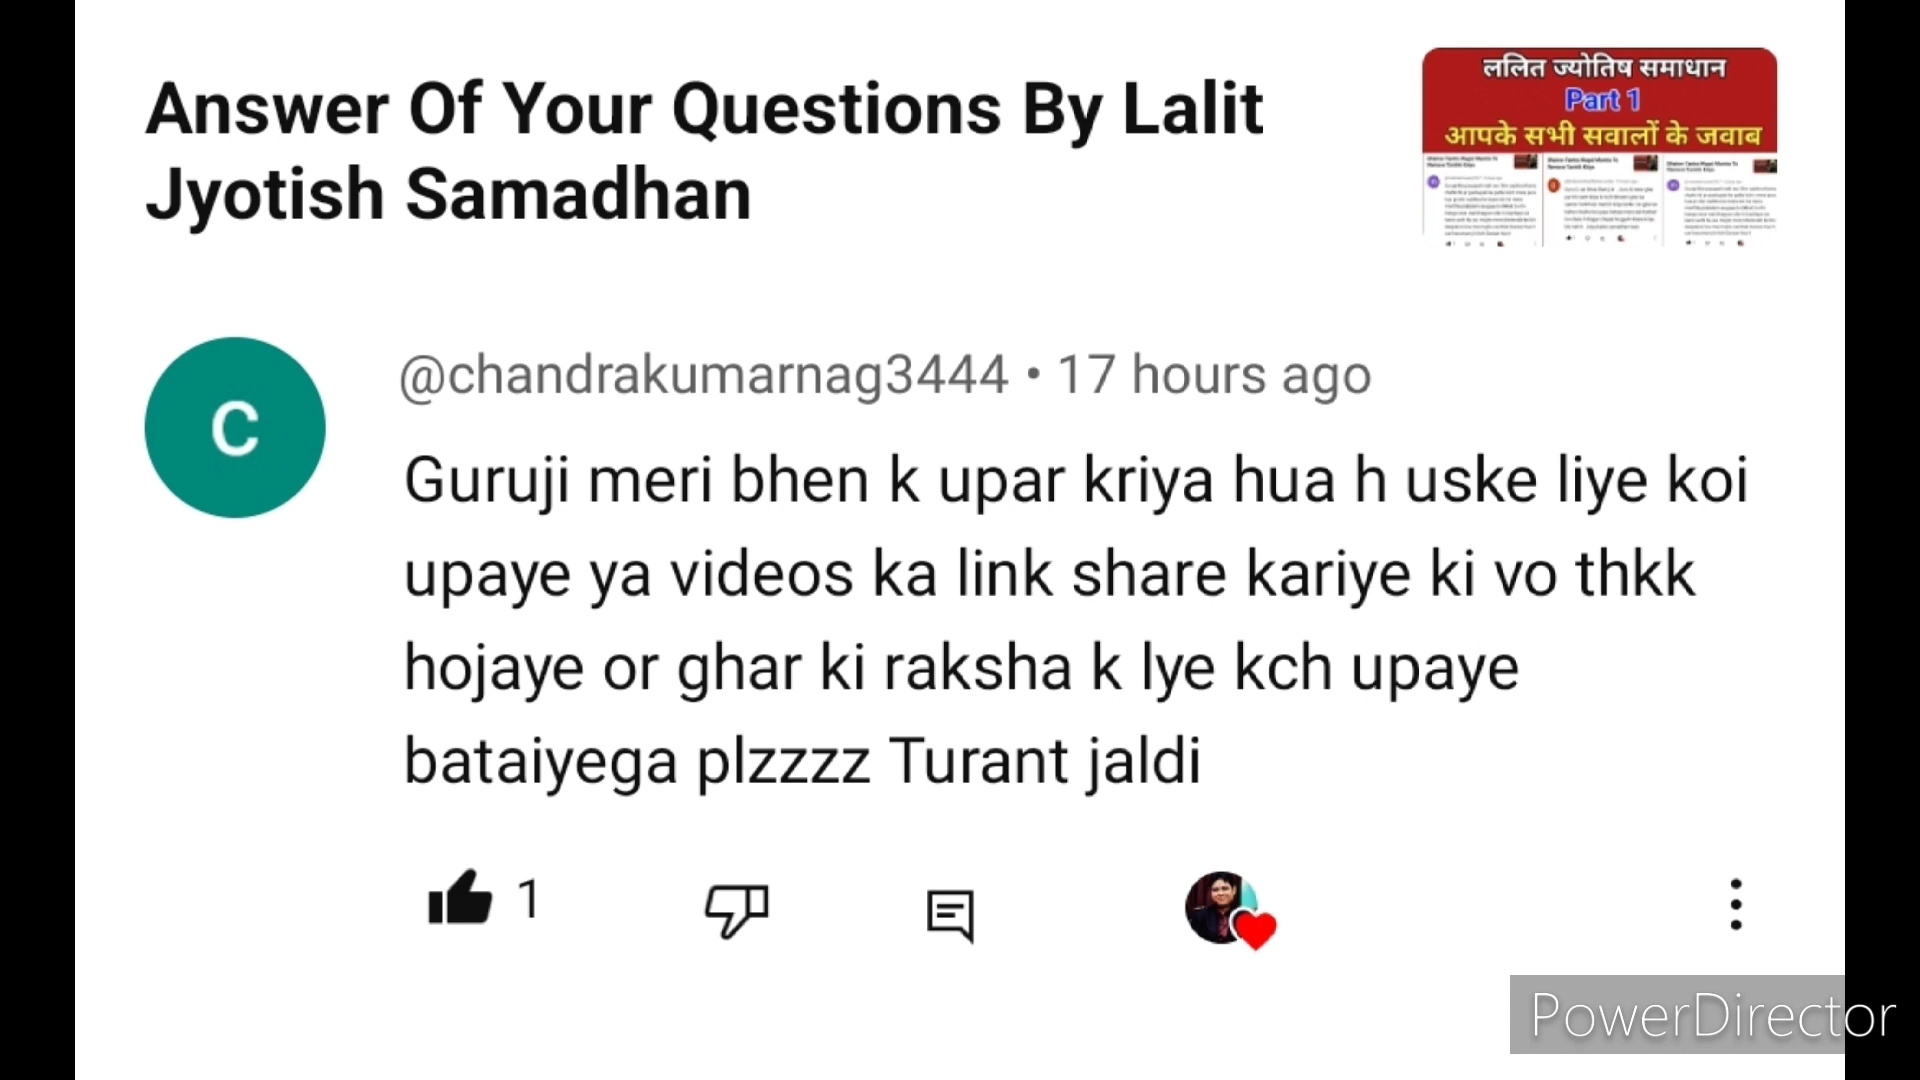 Answer Of Your Questions By Lalit
Jyotish Samadhan
ललित ज्योतिष समाधान
Part 1
आपके सभी सवालों के जवाब
C
@chandrakumarnag3444 • 17 hours ago
Guruji meri bhen k upar kriya hua h uske liye koi
upaye ya videos ka link share kariye ki vo thkk
hojaye or ghar ki raksha k lye kch upaye
bataiyega plzzzz Turant jaldi
1
PowerDirector